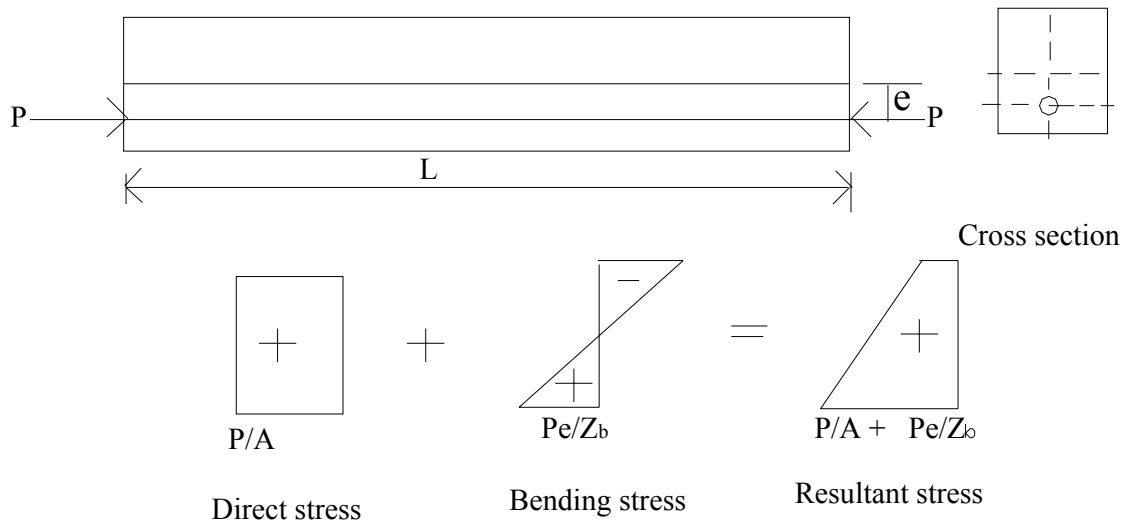 P
e
P
L
Cross section
P/A
Pe/Zb
P/A + Pe/Zb
Direct stress
Bending stress
Resultant stress